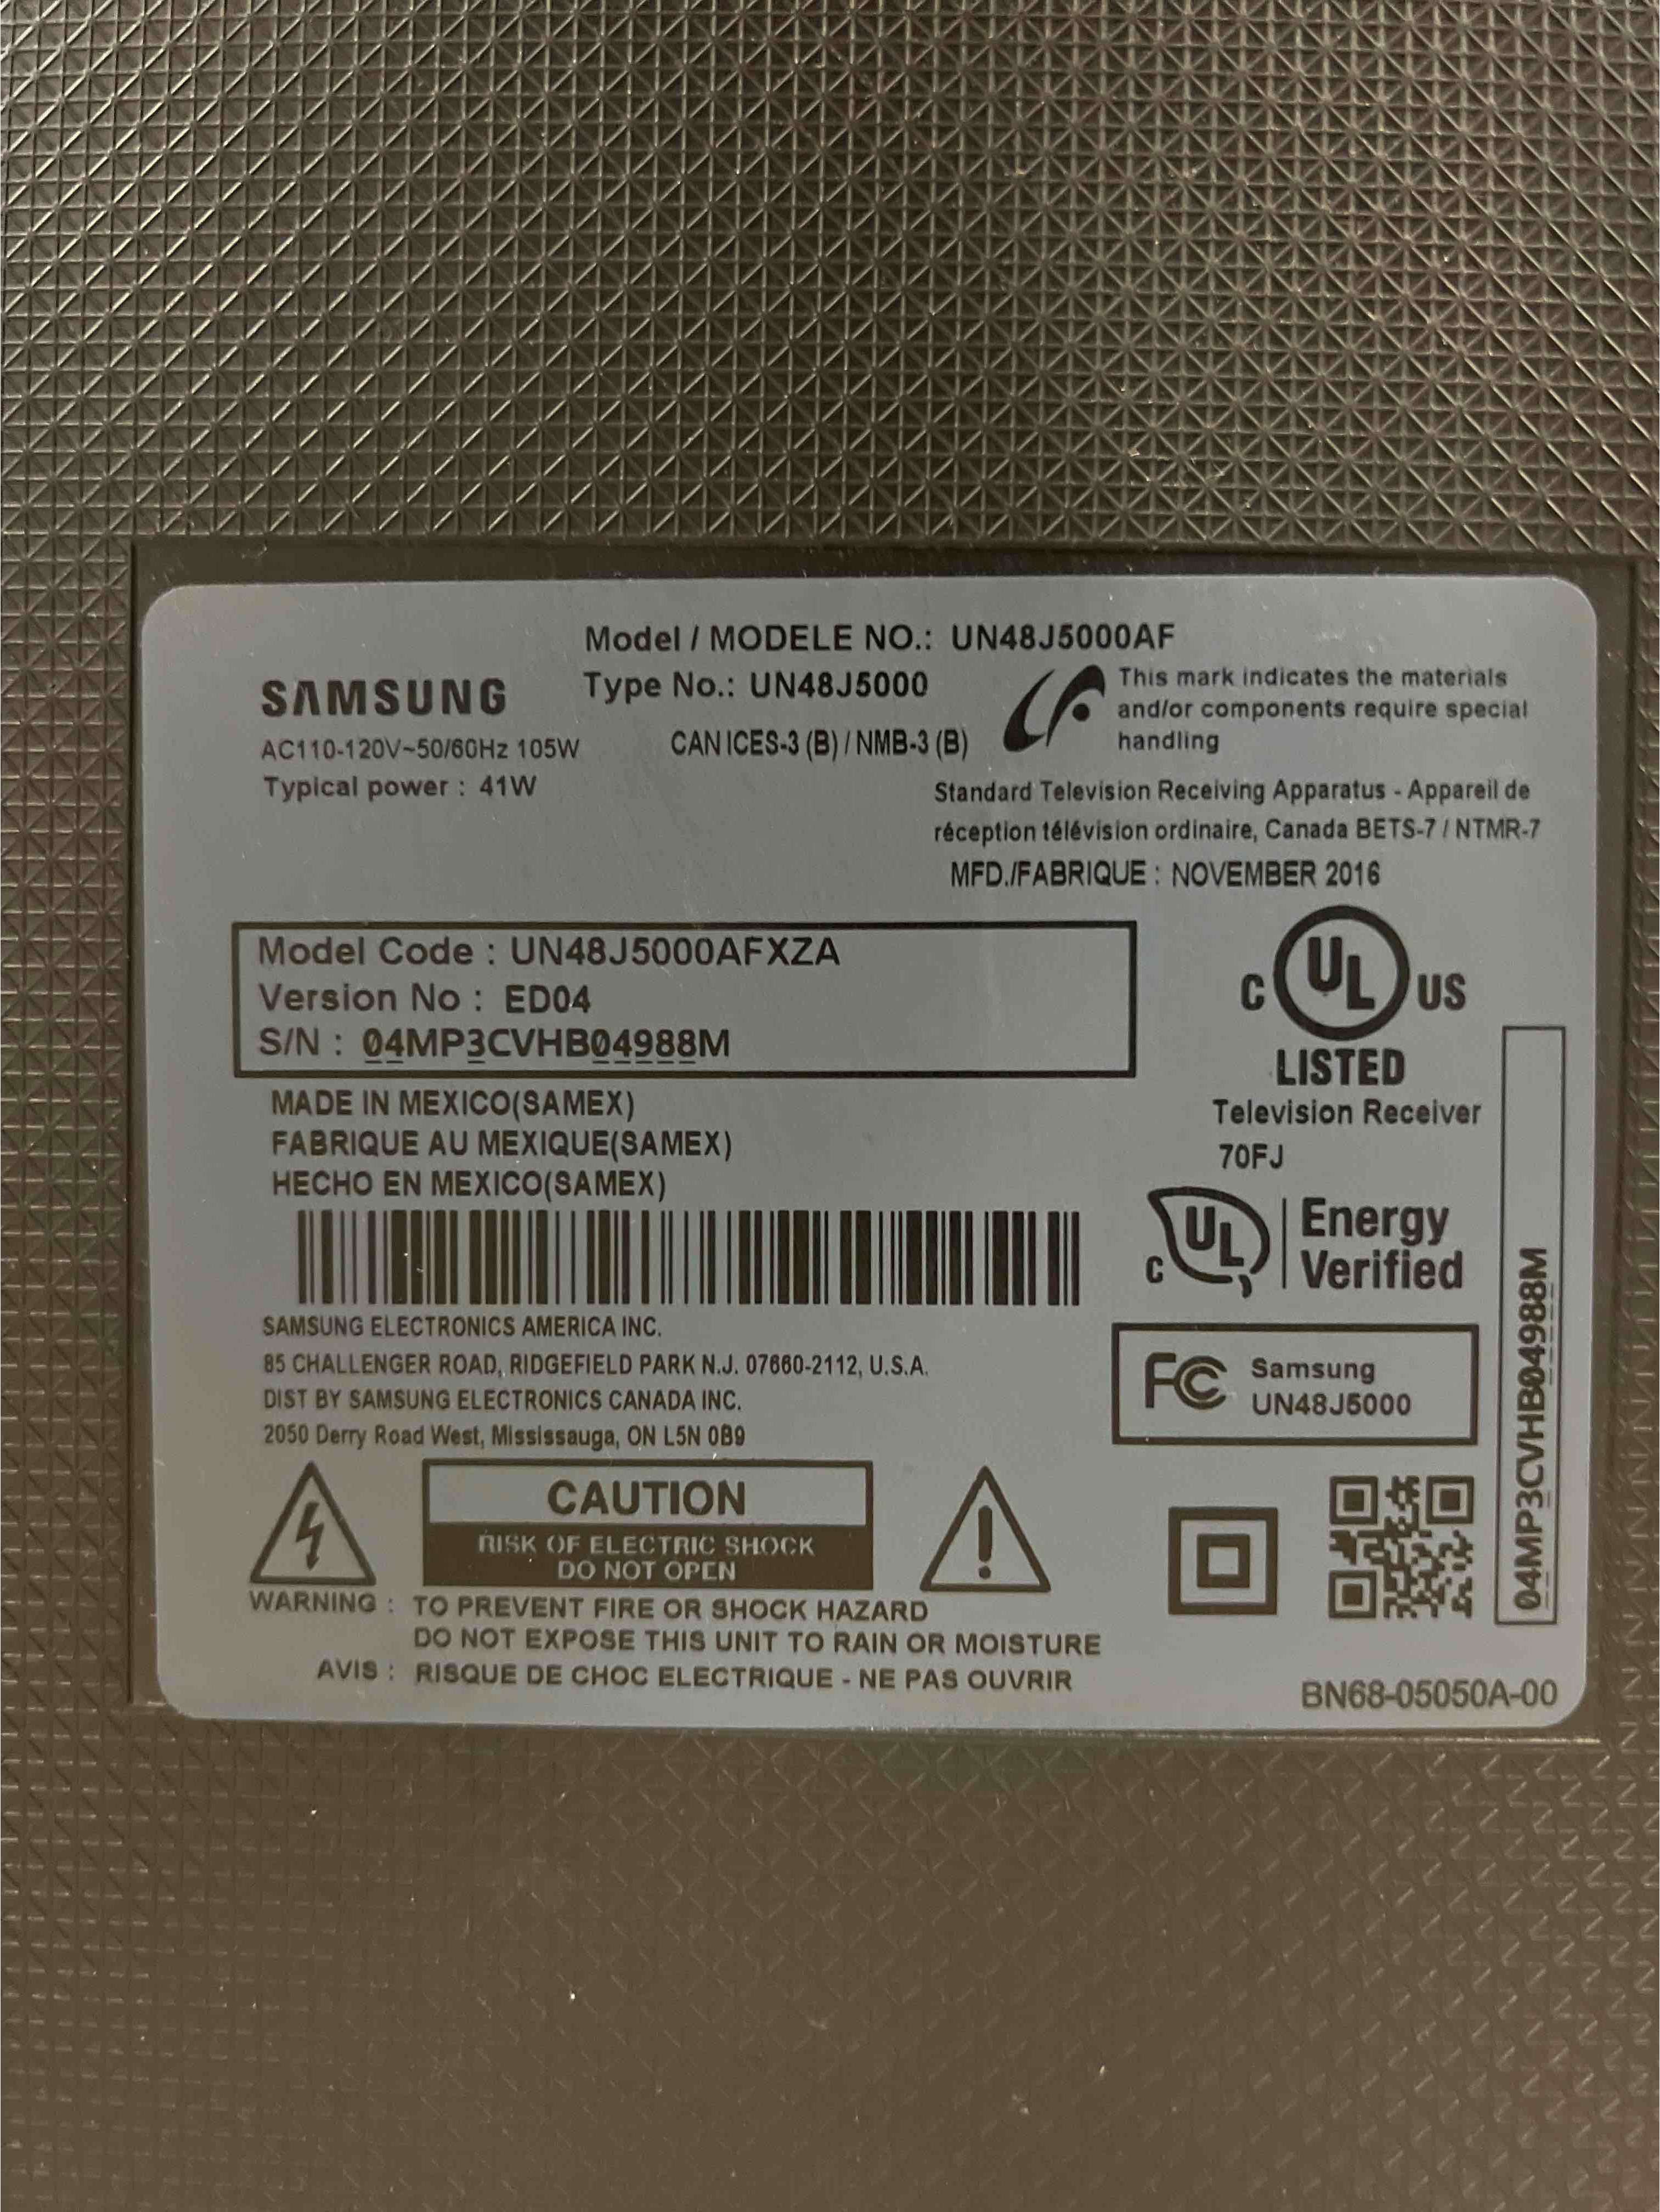 Model / MODELE NO.: UN48J5000AF
SAMSUNG
Type No.: UN48J5000
AC110-120V~50/60Hz 105W
Typical power : 41W
CAN ICES-3 (B) / NMB-3 (B)
This mark indicates the materials
and/or components require special
handling
Standard Television Receiving Apparatus - Appareil de
réception télévision ordinaire, Canada BETS-7 / NTMR-7
MFD./FABRIQUE : NOVEMBER 2016
Model Code : UN48J5000AFXZA
Version No : ED04
S/N : 04MP3CVHB04988M
C UL US
LISTED
Television Receiver
70FJ
MADE IN MEXICO(SAMEX)
FABRIQUE AU MEXIQUE(SAMEX)
HECHO EN MEXICO(SAMEX)
C UL Energy
Verified
SAMSUNG ELECTRONICS AMERICA INC.
85 CHALLENGER ROAD, RIDGEFIELD PARK N.J. 07660-2112, U.S.A.
DIST BY SAMSUNG ELECTRONICS CANADA INC.
2050 Derry Road West, Mississauga, ON L5N 0B9
FC Samsung
UN48J5000
04MP3CVHB04988M
CAUTION
RISK OF ELECTRIC SHOCK
DO NOT OPEN
WARNING : TO PREVENT FIRE OR SHOCK HAZARD
DO NOT EXPOSE THIS UNIT TO RAIN OR MOISTURE
AVIS : RISQUE DE CHOC ELECTRIQUE - NE PAS OUVRIR
BN68-05050A-00